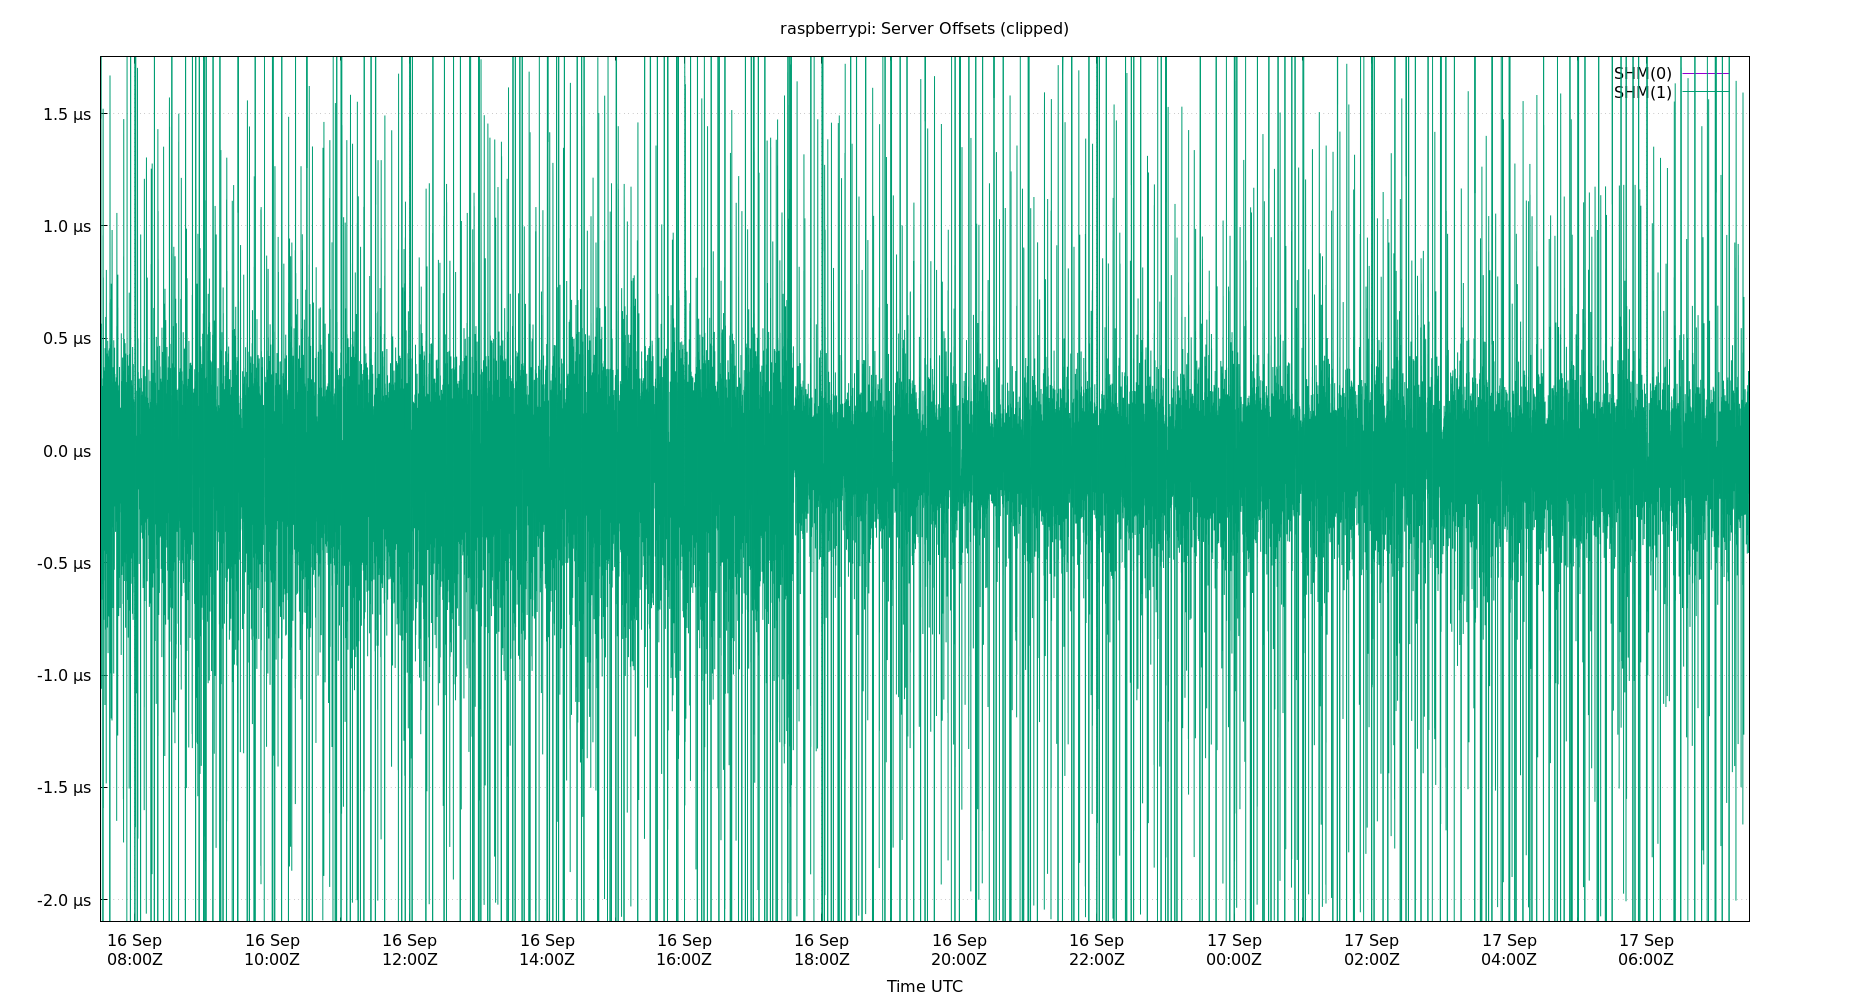 raspberrypi: Server Offsets (clipped)
SHM(0)
SHM(1)
1.5 µs
1.0 µs
0.5 µs
0.0 µs
-0.5 µs
-1.0 µs
-1.5 µs
-2.0 µs
16 Sep 16 Sep 16 Sep 16 Sep 16 Sep 16 Sep 16 Sep 16 Sep 17 Sep 17 Sep 17 Sep 17 Sep
08:00Z 10:00Z 12:00Z 14:00Z 16:00Z 18:00Z 20:00Z 22:00Z 00:00Z 02:00Z 04:00Z 06:00Z
Time UTC